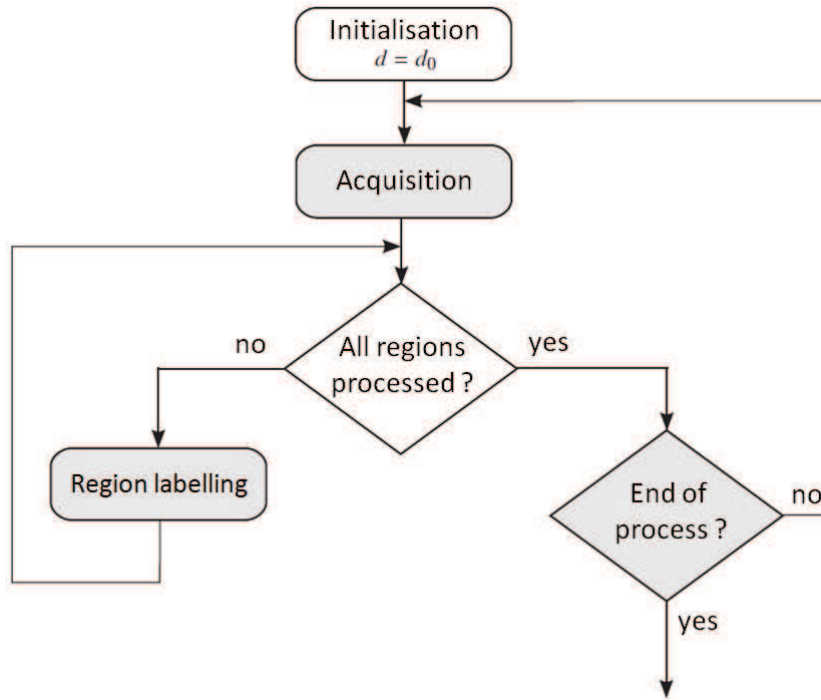 Initialisation
d = d₀
Acquisition
no
All regions
processed ?
yes
Region labelling
End of
process ?
no
yes